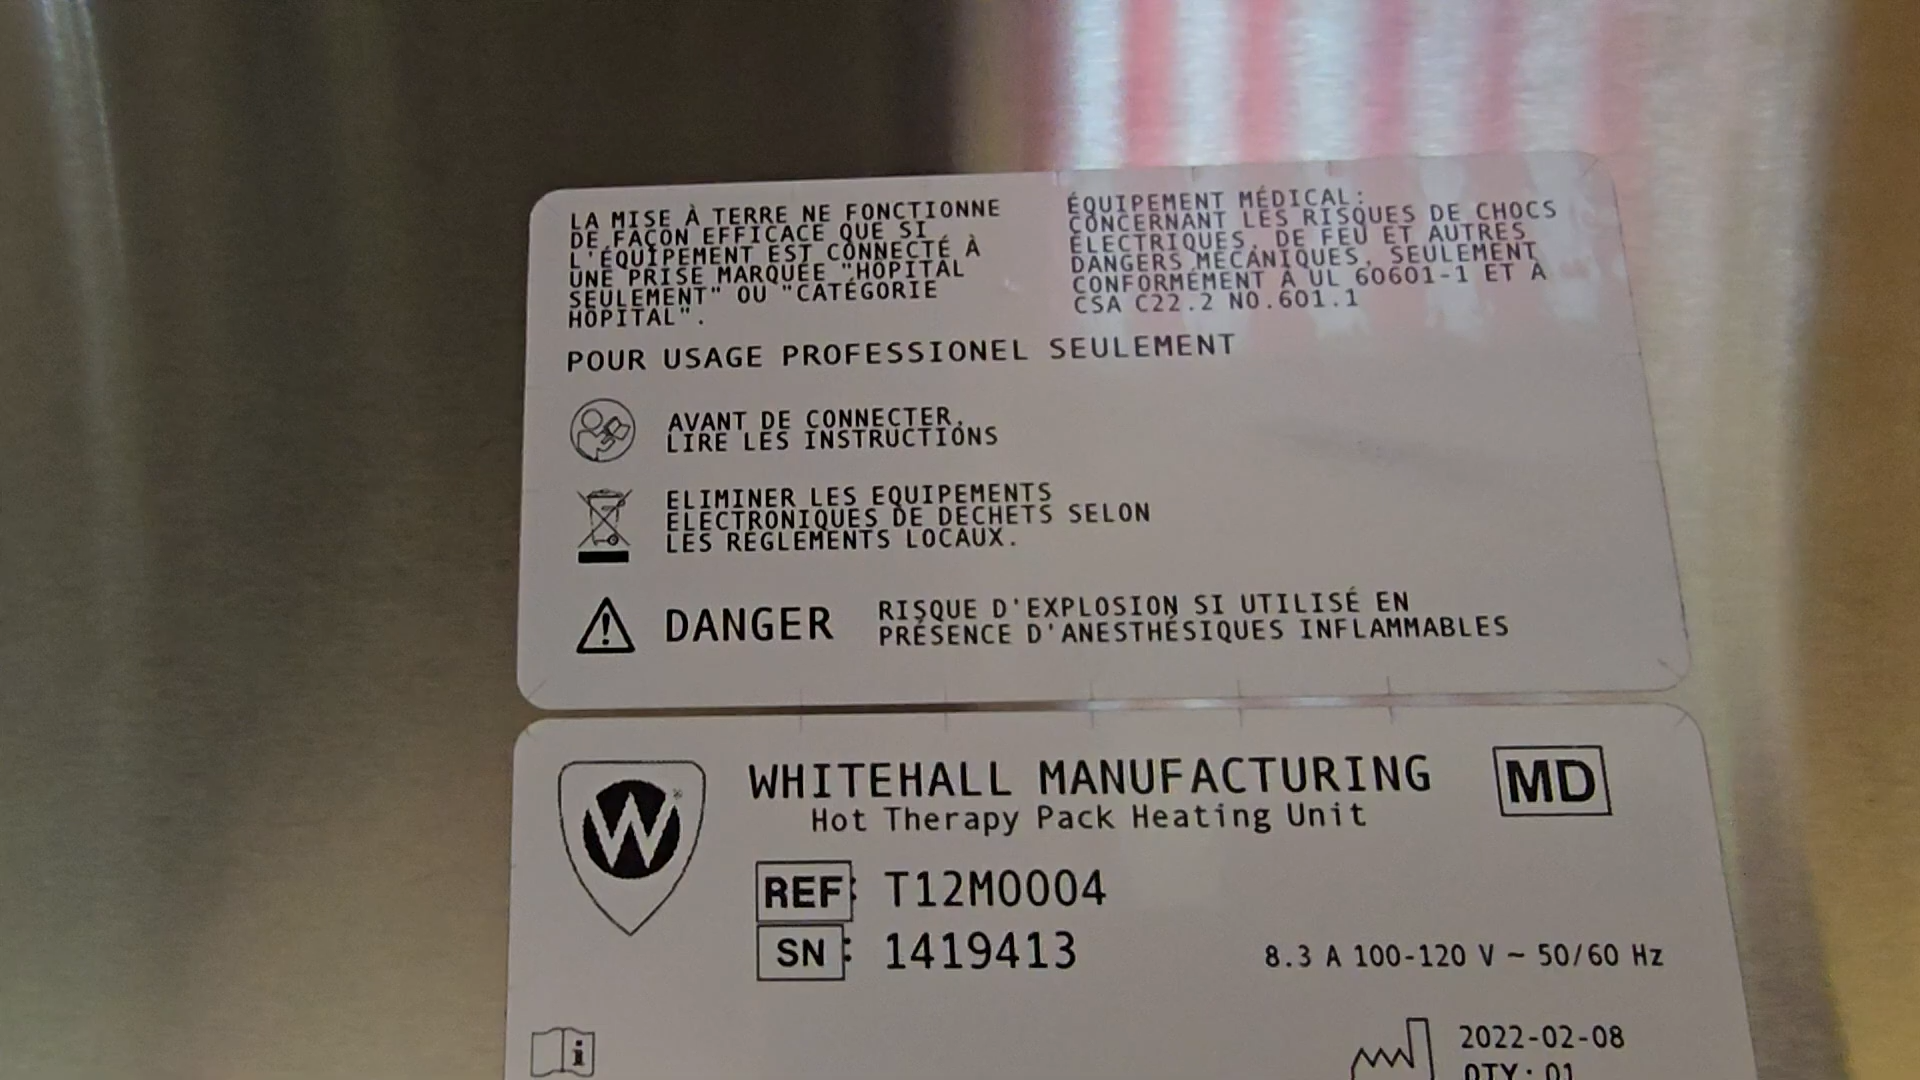 LA MISE À TERRE NE FONCTIONNE
DE FAÇON EFFICACE QUE SI
L'ÉQUIPEMENT EST CONNECTÉ À
UNE PRISE MARQUÉE "HÔPITAL
SEULEMENT" OU "CATÉGORIE
HÔPITAL".
ÉQUIPEMENT MÉDICAL:
CONCERNANT LES RISQUES DE CHOCS
ÉLECTRIQUES, DE FEU ET AUTRES
DANGERS MÉCANIQUES, SEULEMENT
CONFORMÉMENT À UL 60601-1 ET À
CSA C22.2 NO.601.1
POUR USAGE PROFESSIONEL SEULEMENT
AVANT DE CONNECTER,
LIRE LES INSTRUCTIONS
ELIMINER LES EQUIPEMENTS
ELECTRONIQUES DE DECHETS SELON
LES REGLEMENTS LOCAUX.
DANGER
RISQUE D'EXPLOSION SI UTILISÉ EN
PRÉSENCE D'ANESTHÉSIQUES INFLAMMABLES
W
WHITEHALL MANUFACTURING
MD
Hot Therapy Pack Heating Unit
REF: T12M0004
SN: 1419413
8.3 A 100-120 V ~ 50/60 Hz
i
2022-02-08
QTY: 01